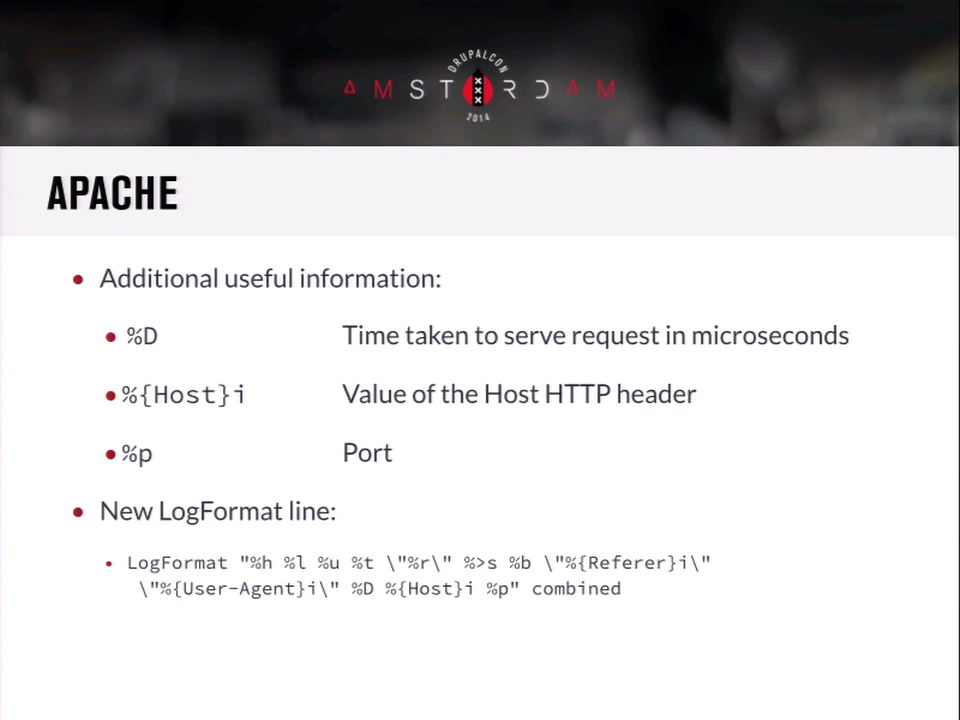 DRUPALCON
AMSTERDAM
2014
APACHE
• Additional useful information:
• %D Time taken to serve request in microseconds
• %{Host}i Value of the Host HTTP header
• %p Port
• New LogFormat line:
• LogFormat "%h %l %u %t \"%r\" %>s %b \"%{Referer}i\"
\"%{User-Agent}i\" %D %{Host}i %p" combined